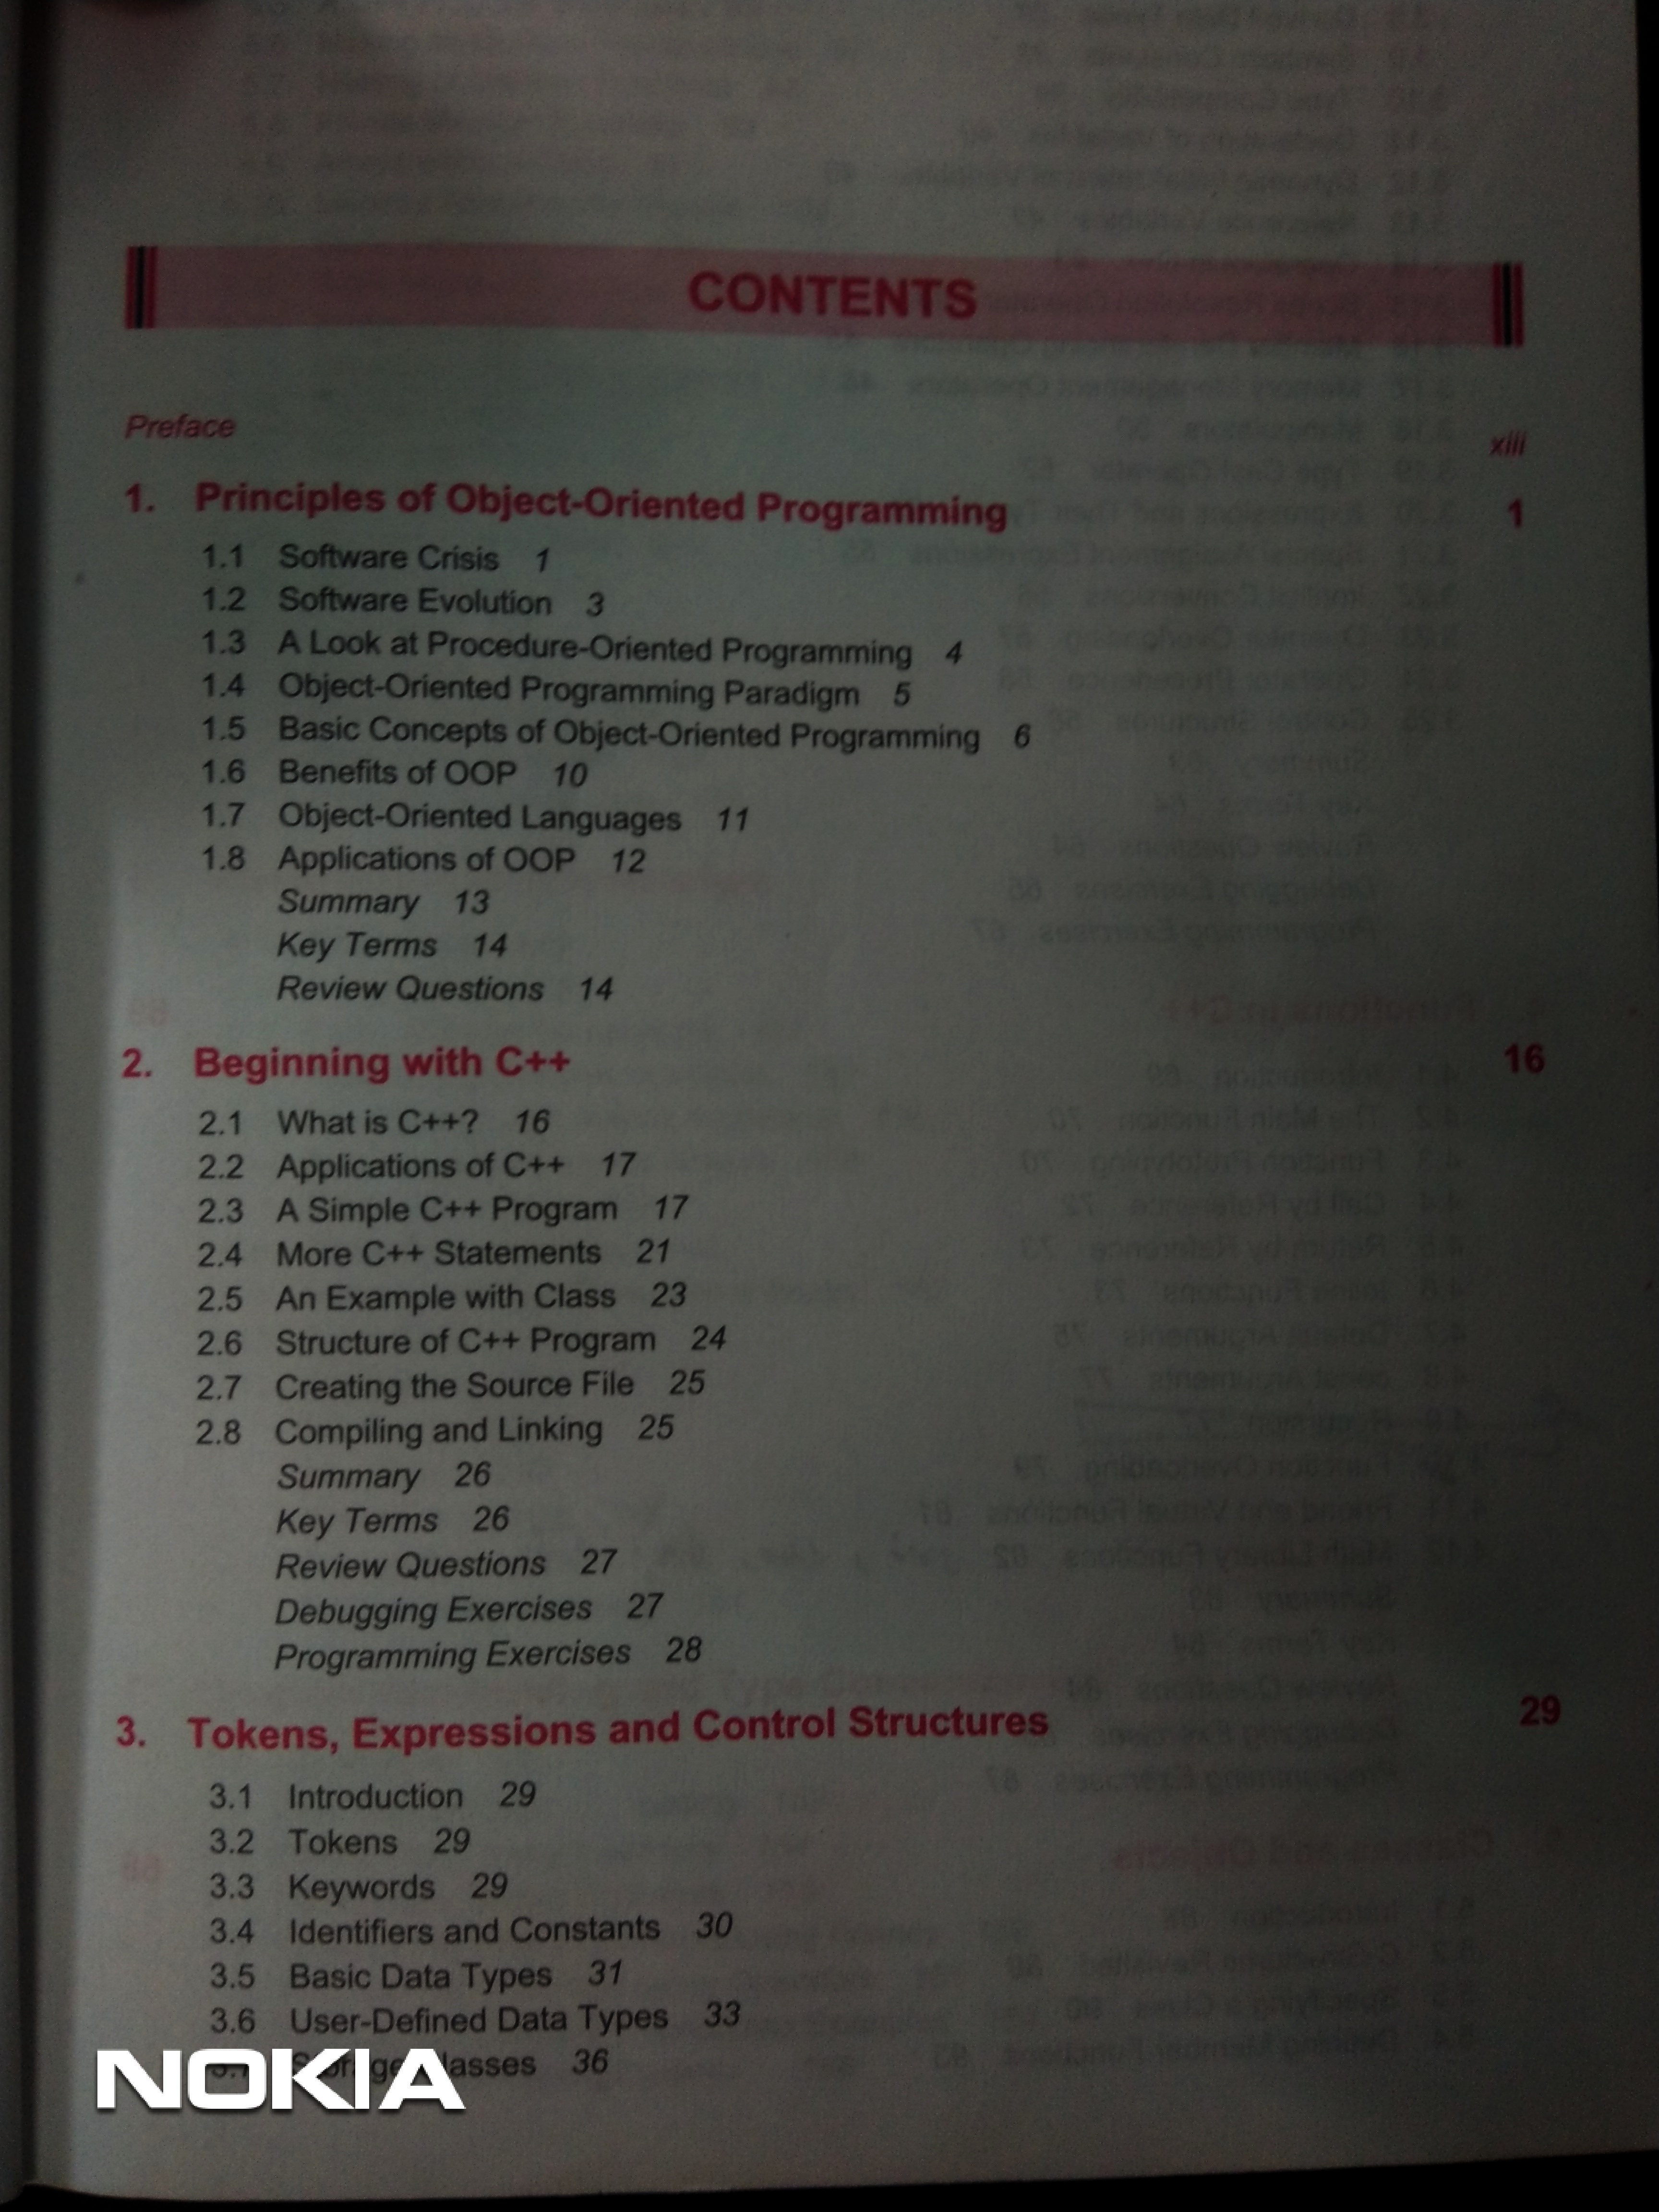 CONTENTS
Preface xiii
1. Principles of Object-Oriented Programming 1
1.1 Software Crisis 1
1.2 Software Evolution 3
1.3 A Look at Procedure-Oriented Programming 4
1.4 Object-Oriented Programming Paradigm 5
1.5 Basic Concepts of Object-Oriented Programming 6
1.6 Benefits of OOP 10
1.7 Object-Oriented Languages 11
1.8 Applications of OOP 12
Summary 13
Key Terms 14
Review Questions 14
2. Beginning with C++ 16
2.1 What is C++? 16
2.2 Applications of C++ 17
2.3 A Simple C++ Program 17
2.4 More C++ Statements 21
2.5 An Example with Class 23
2.6 Structure of C++ Program 24
2.7 Creating the Source File 25
2.8 Compiling and Linking 25
Summary 26
Key Terms 26
Review Questions 27
Debugging Exercises 27
Programming Exercises 28
3. Tokens, Expressions and Control Structures 29
3.1 Introduction 29
3.2 Tokens 29
3.3 Keywords 29
3.4 Identifiers and Constants 30
3.5 Basic Data Types 31
3.6 User-Defined Data Types 33
3.7 Storage Classes 36
NOKIA